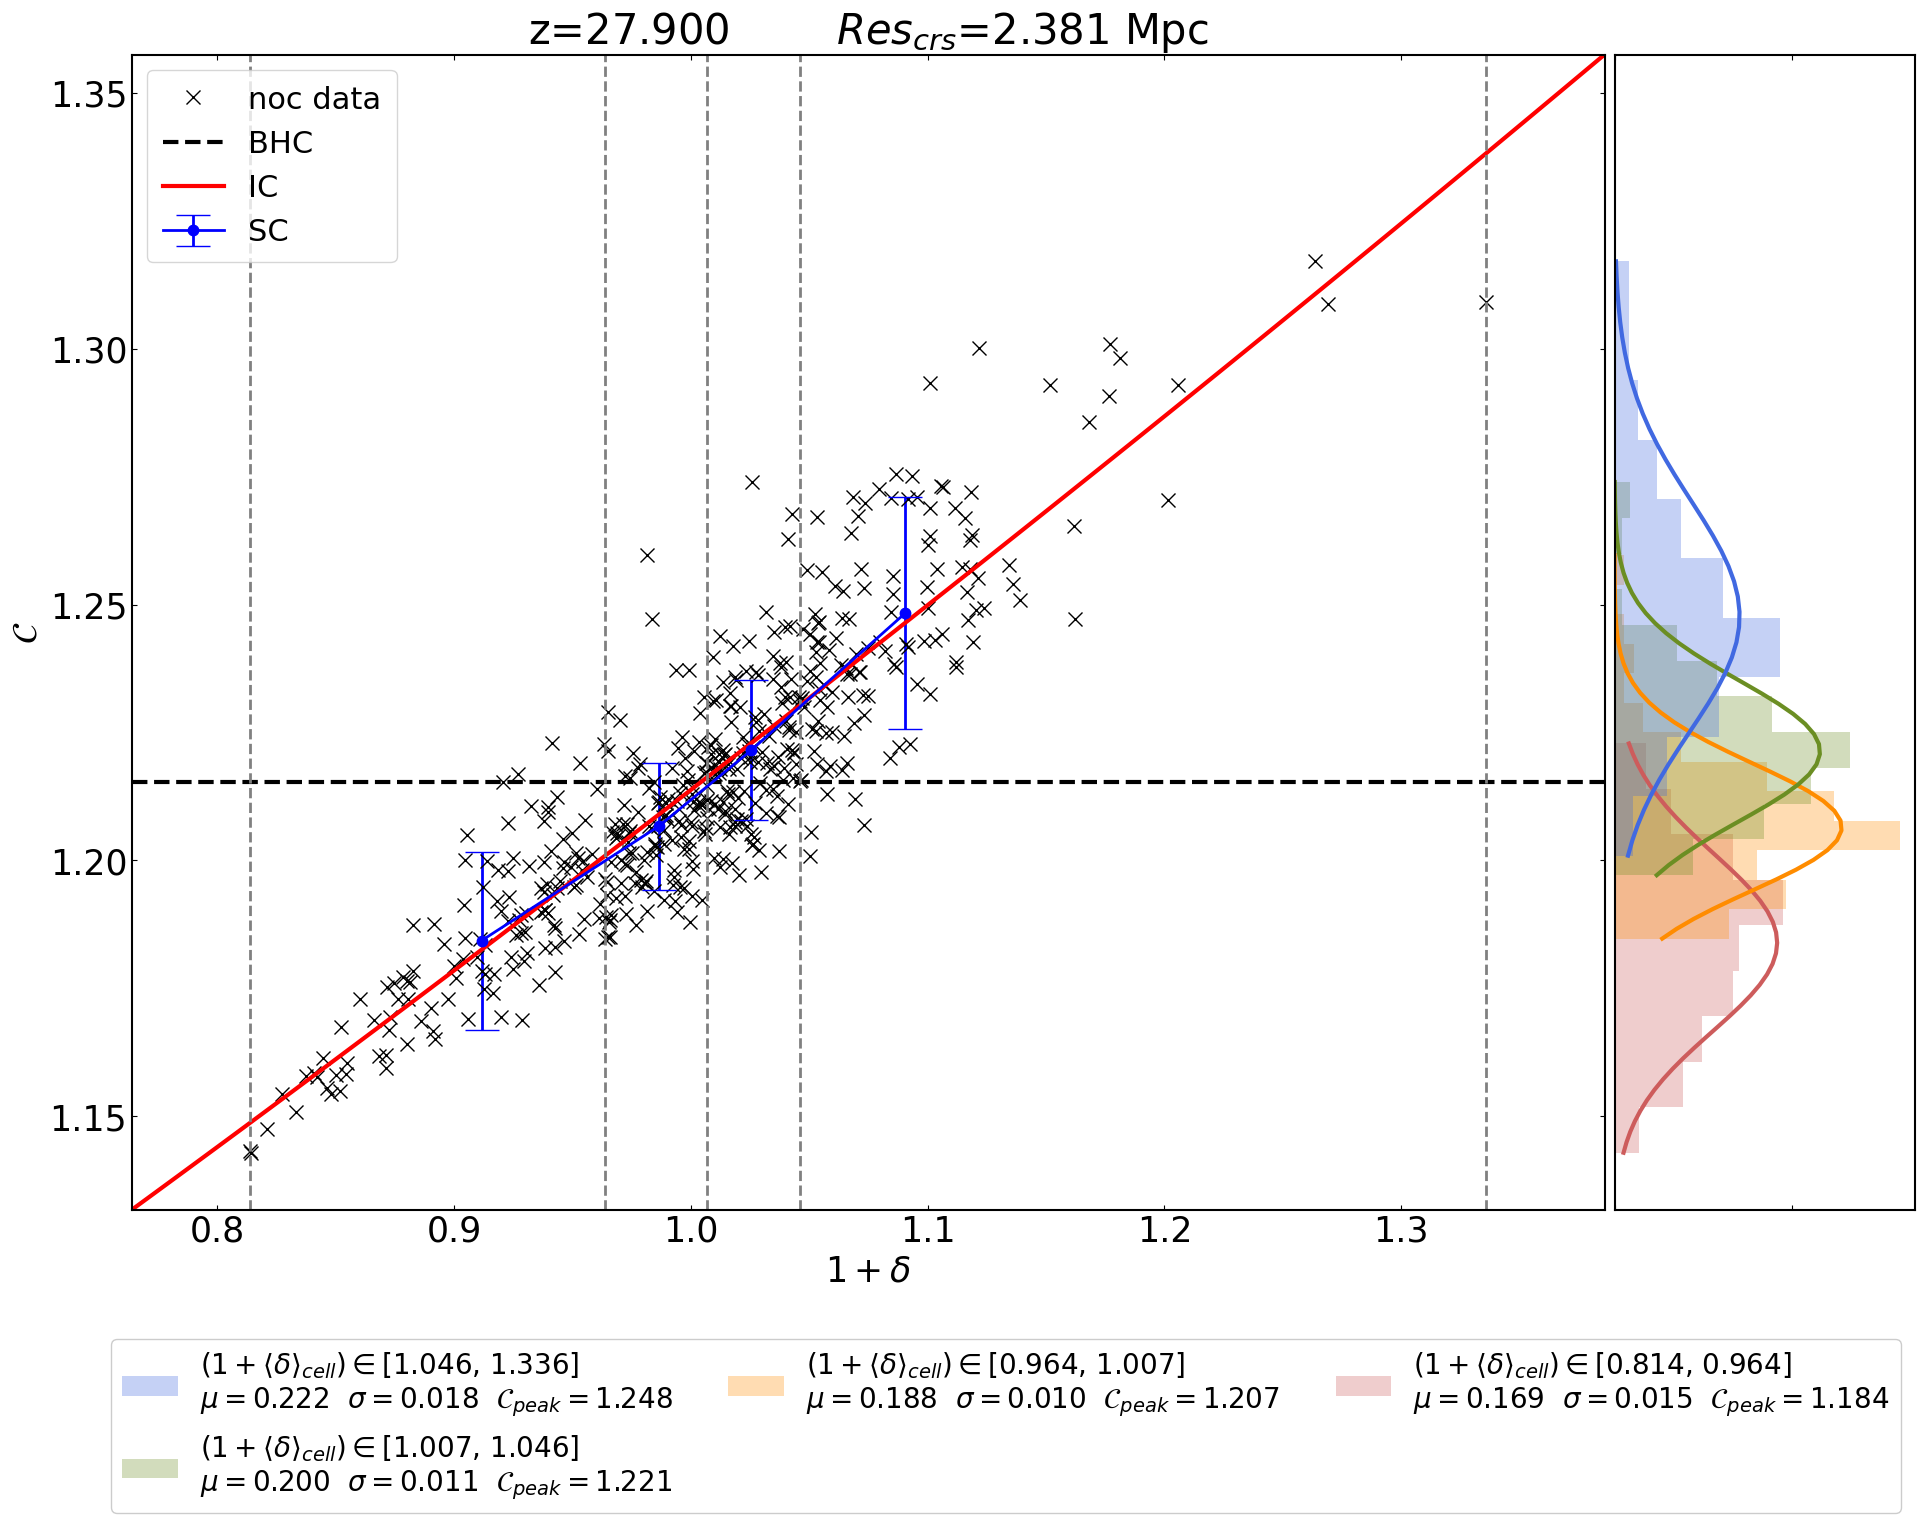 z=27.900 Res_crs=2.381 Mpc
noc data
BHC
IC
SC
1.35
1.30
1.25
1.20
1.15
𝒞
0.8 0.9 1.0 1.1 1.2 1.3
1 + δ
(1 + ⟨δ⟩_cell) ∈ [1.046, 1.336]
μ = 0.222 σ = 0.018 𝒞_peak = 1.248
(1 + ⟨δ⟩_cell) ∈ [1.007, 1.046]
μ = 0.200 σ = 0.011 𝒞_peak = 1.221
(1 + ⟨δ⟩_cell) ∈ [0.964, 1.007]
μ = 0.188 σ = 0.010 𝒞_peak = 1.207
(1 + ⟨δ⟩_cell) ∈ [0.814, 0.964]
μ = 0.169 σ = 0.015 𝒞_peak = 1.184